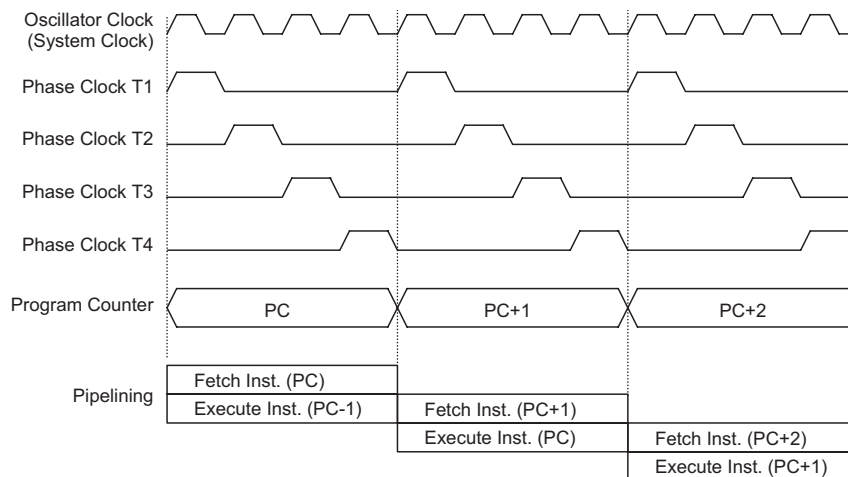 Oscillator Clock
(System Clock)
Phase Clock T1
Phase Clock T2
Phase Clock T3
Phase Clock T4
Program Counter
PC
PC+1
PC+2
Pipelining
Fetch Inst. (PC)
Execute Inst. (PC-1)
Fetch Inst. (PC+1)
Execute Inst. (PC)
Fetch Inst. (PC+2)
Execute Inst. (PC+1)